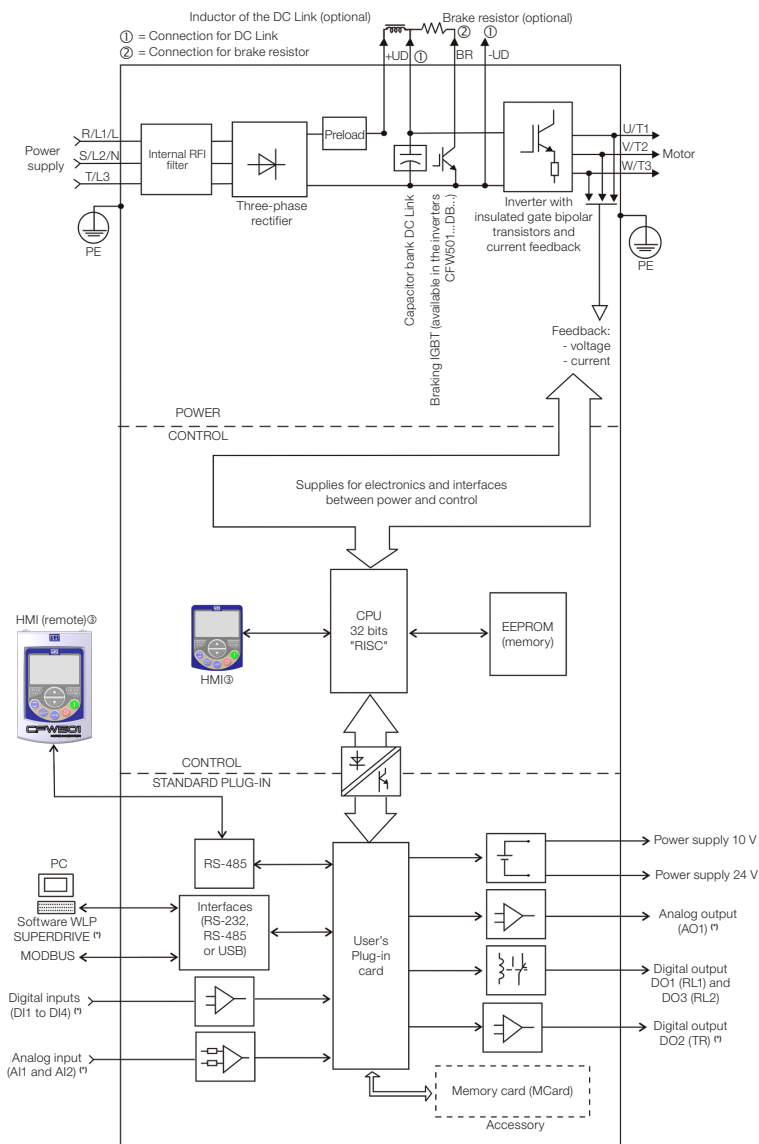 Inductor of the DC Link (optional)
Brake resistor (optional)
① = Connection for DC Link
② = Connection for brake resistor
② ①
+UD ① BR -UD
R/L1/L
Power
supply
S/L2/N
T/L3
PE
Internal RFI
filter
Three-phase
rectifier
Preload
Capacitor bank DC Link
Braking IGBT (available in the inverters
CFW501...DB...)
Inverter with
insulated gate bipolar
transistors and
current feedback
U/T1
V/T2
W/T3
Motor
PE
Feedback:
- voltage
- current
POWER
CONTROL
Supplies for electronics and interfaces
between power and control
CPU
32 bits
"RISC"
EEPROM
(memory)
HMI③
HMI (remote)③
CFW501
CONTROL
STANDARD PLUG-IN
RS-485
PC
Software WLP
SUPERDRIVE (*)
MODBUS
Interfaces
(RS-232,
RS-485
or USB)
Digital inputs
(DI1 to DI4) (*)
Analog input
(AI1 and AI2) (*)
User's
Plug-in
card
Power supply 10 V
Power supply 24 V
Analog output
(AO1) (*)
Digital output
DO1 (RL1) and
DO3 (RL2)
Digital output
DO2 (TR) (*)
Memory card (MCard)
Accessory